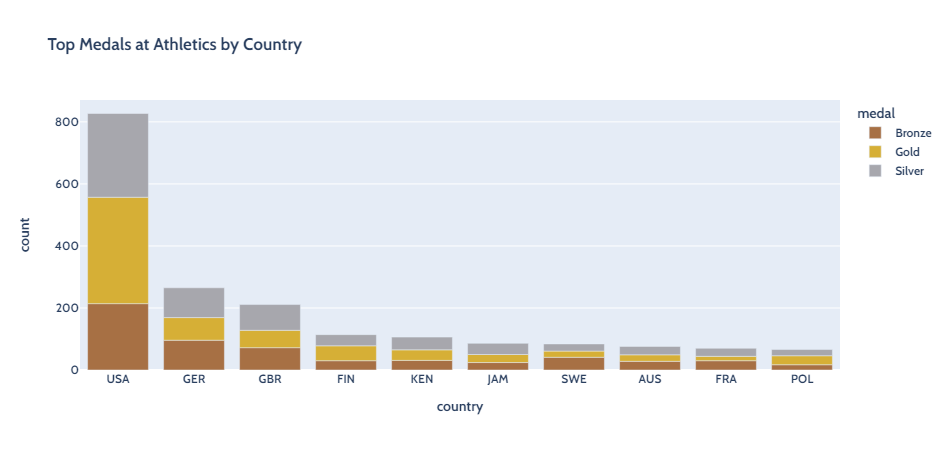 Top Medals at Athletics by Country
medal
Bronze
Gold
Silver
count
800
600
400
200
0
USA GER GBR FIN KEN JAM SWE AUS FRA POL
country